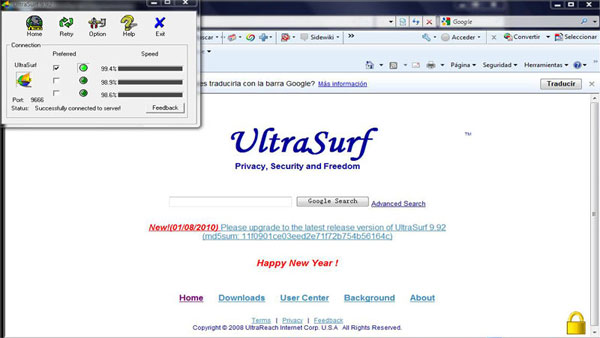 Home Retry Option Help Exit
Connection
Preferred Speed
UltraSurf
99.4%
98.9%
98.6%
Port: 9666
Status: Successfully connected to server!
Feedback
Google
Sidewiki
Acceder
Convertir
Seleccionar
Página
Seguridad
Herramientas
es traducirla con la barra Google? Más información
Traducir
UltraSurf ™
Privacy, Security and Freedom
Google Search
Advanced Search
New!(01/08/2010) Please upgrade to the latest release version of UltraSurf 9.92
(md5sum: 11f0901ce03eed2e71f72b754b56164c)
Happy New Year !
Home Downloads User Center Background About
Terms | Privacy | Feedback
Copyright © 2008 UltraReach Internet Corp. U.S.A All Rights Reserved.